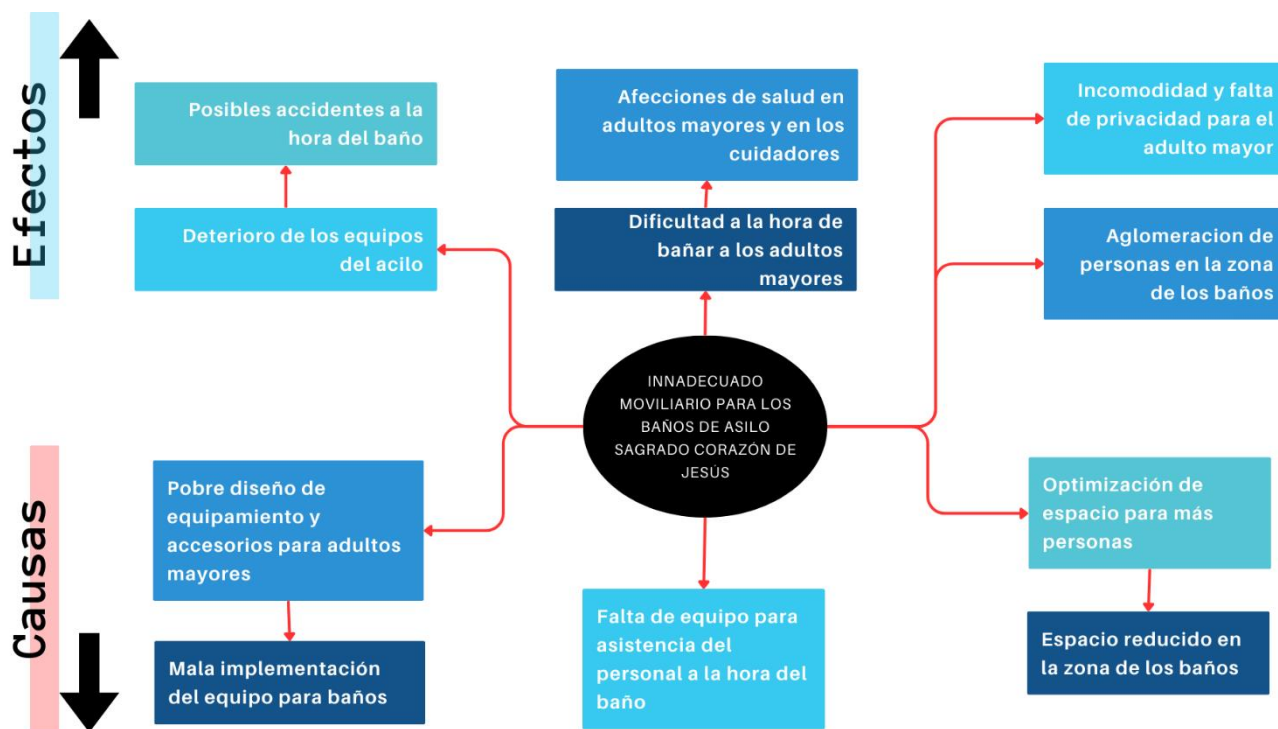 Efectos
Posibles accidentes a la
hora del baño
Deterioro de los equipos
del acilo
Afecciones de salud en
adultos mayores y en los
cuidadores
Dificultad a la hora de
bañar a los adultos
mayores
Incomodidad y falta
de privacidad para el
adulto mayor
Aglomeracion de
personas en la zona
de los baños
INNADECUADO
MOVILIARIO PARA LOS
BAÑOS DE ASILO
SAGRADO CORAZÓN DE
JESÚS
Causas
Pobre diseño de
equipamiento y
accesorios para adultos
mayores
Mala implementación
del equipo para baños
Falta de equipo para
asistencia del
personal a la hora del
baño
Optimización de
espacio para más
personas
Espacio reducido en
la zona de los baños